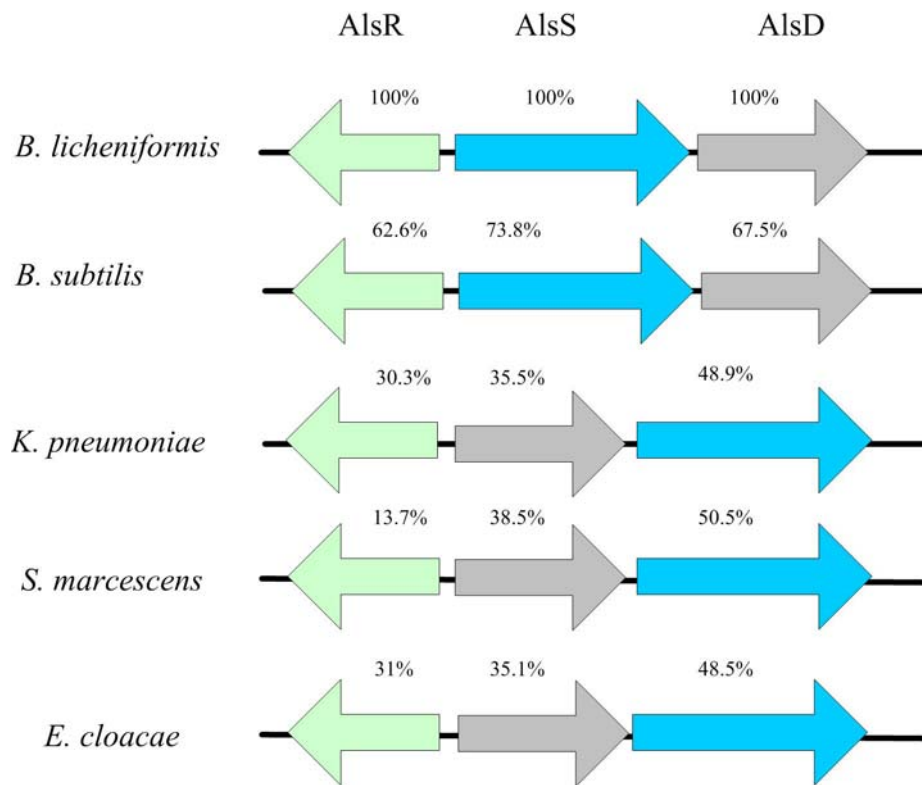 AlsR AlsS AlsD
100% 100% 100%
B. licheniformis
62.6% 73.8% 67.5%
B. subtilis
30.3% 35.5% 48.9%
K. pneumoniae
13.7% 38.5% 50.5%
S. marcescens
31% 35.1% 48.5%
E. cloacae